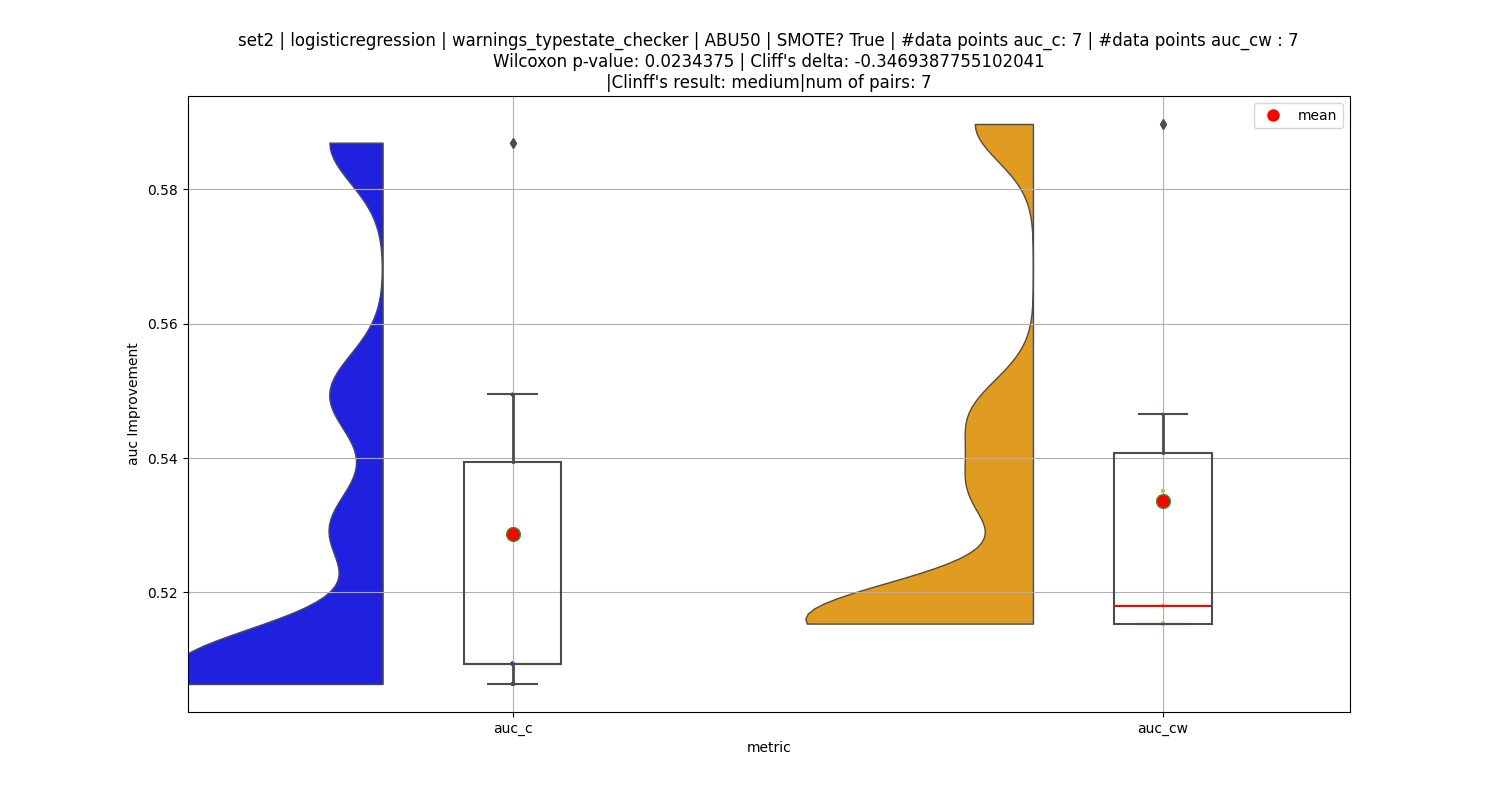 set2 | logisticregression | warnings_typestate_checker | ABU50 | SMOTE? True | #data points auc_c: 7 | #data points auc_cw : 7
Wilcoxon p-value: 0.0234375 | Cliff's delta: -0.3469387755102041
|Clinff's result: medium|num of pairs: 7
mean
0.58
0.56
0.54
0.52
auc Improvement
auc_c
auc_cw
metric